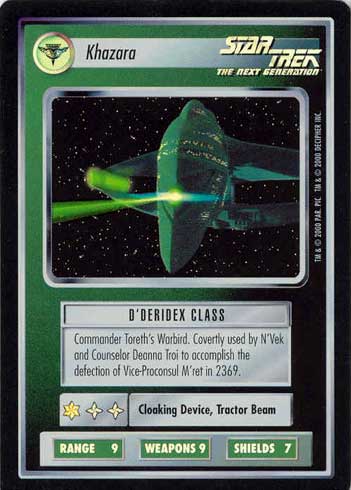 Khazara
STAR TREK
THE NEXT GENERATION
TM & © 2000 PAR. PIC. TM & © 2000 DECIPHER INC.
D'DERIDEX CLASS
Commander Toreth's Warbird. Covertly used by N'Vek
and Counselor Deanna Troi to accomplish the
defection of Vice-Proconsul M'ret in 2369.
Cloaking Device, Tractor Beam
RANGE 9 WEAPONS 9 SHIELDS 7